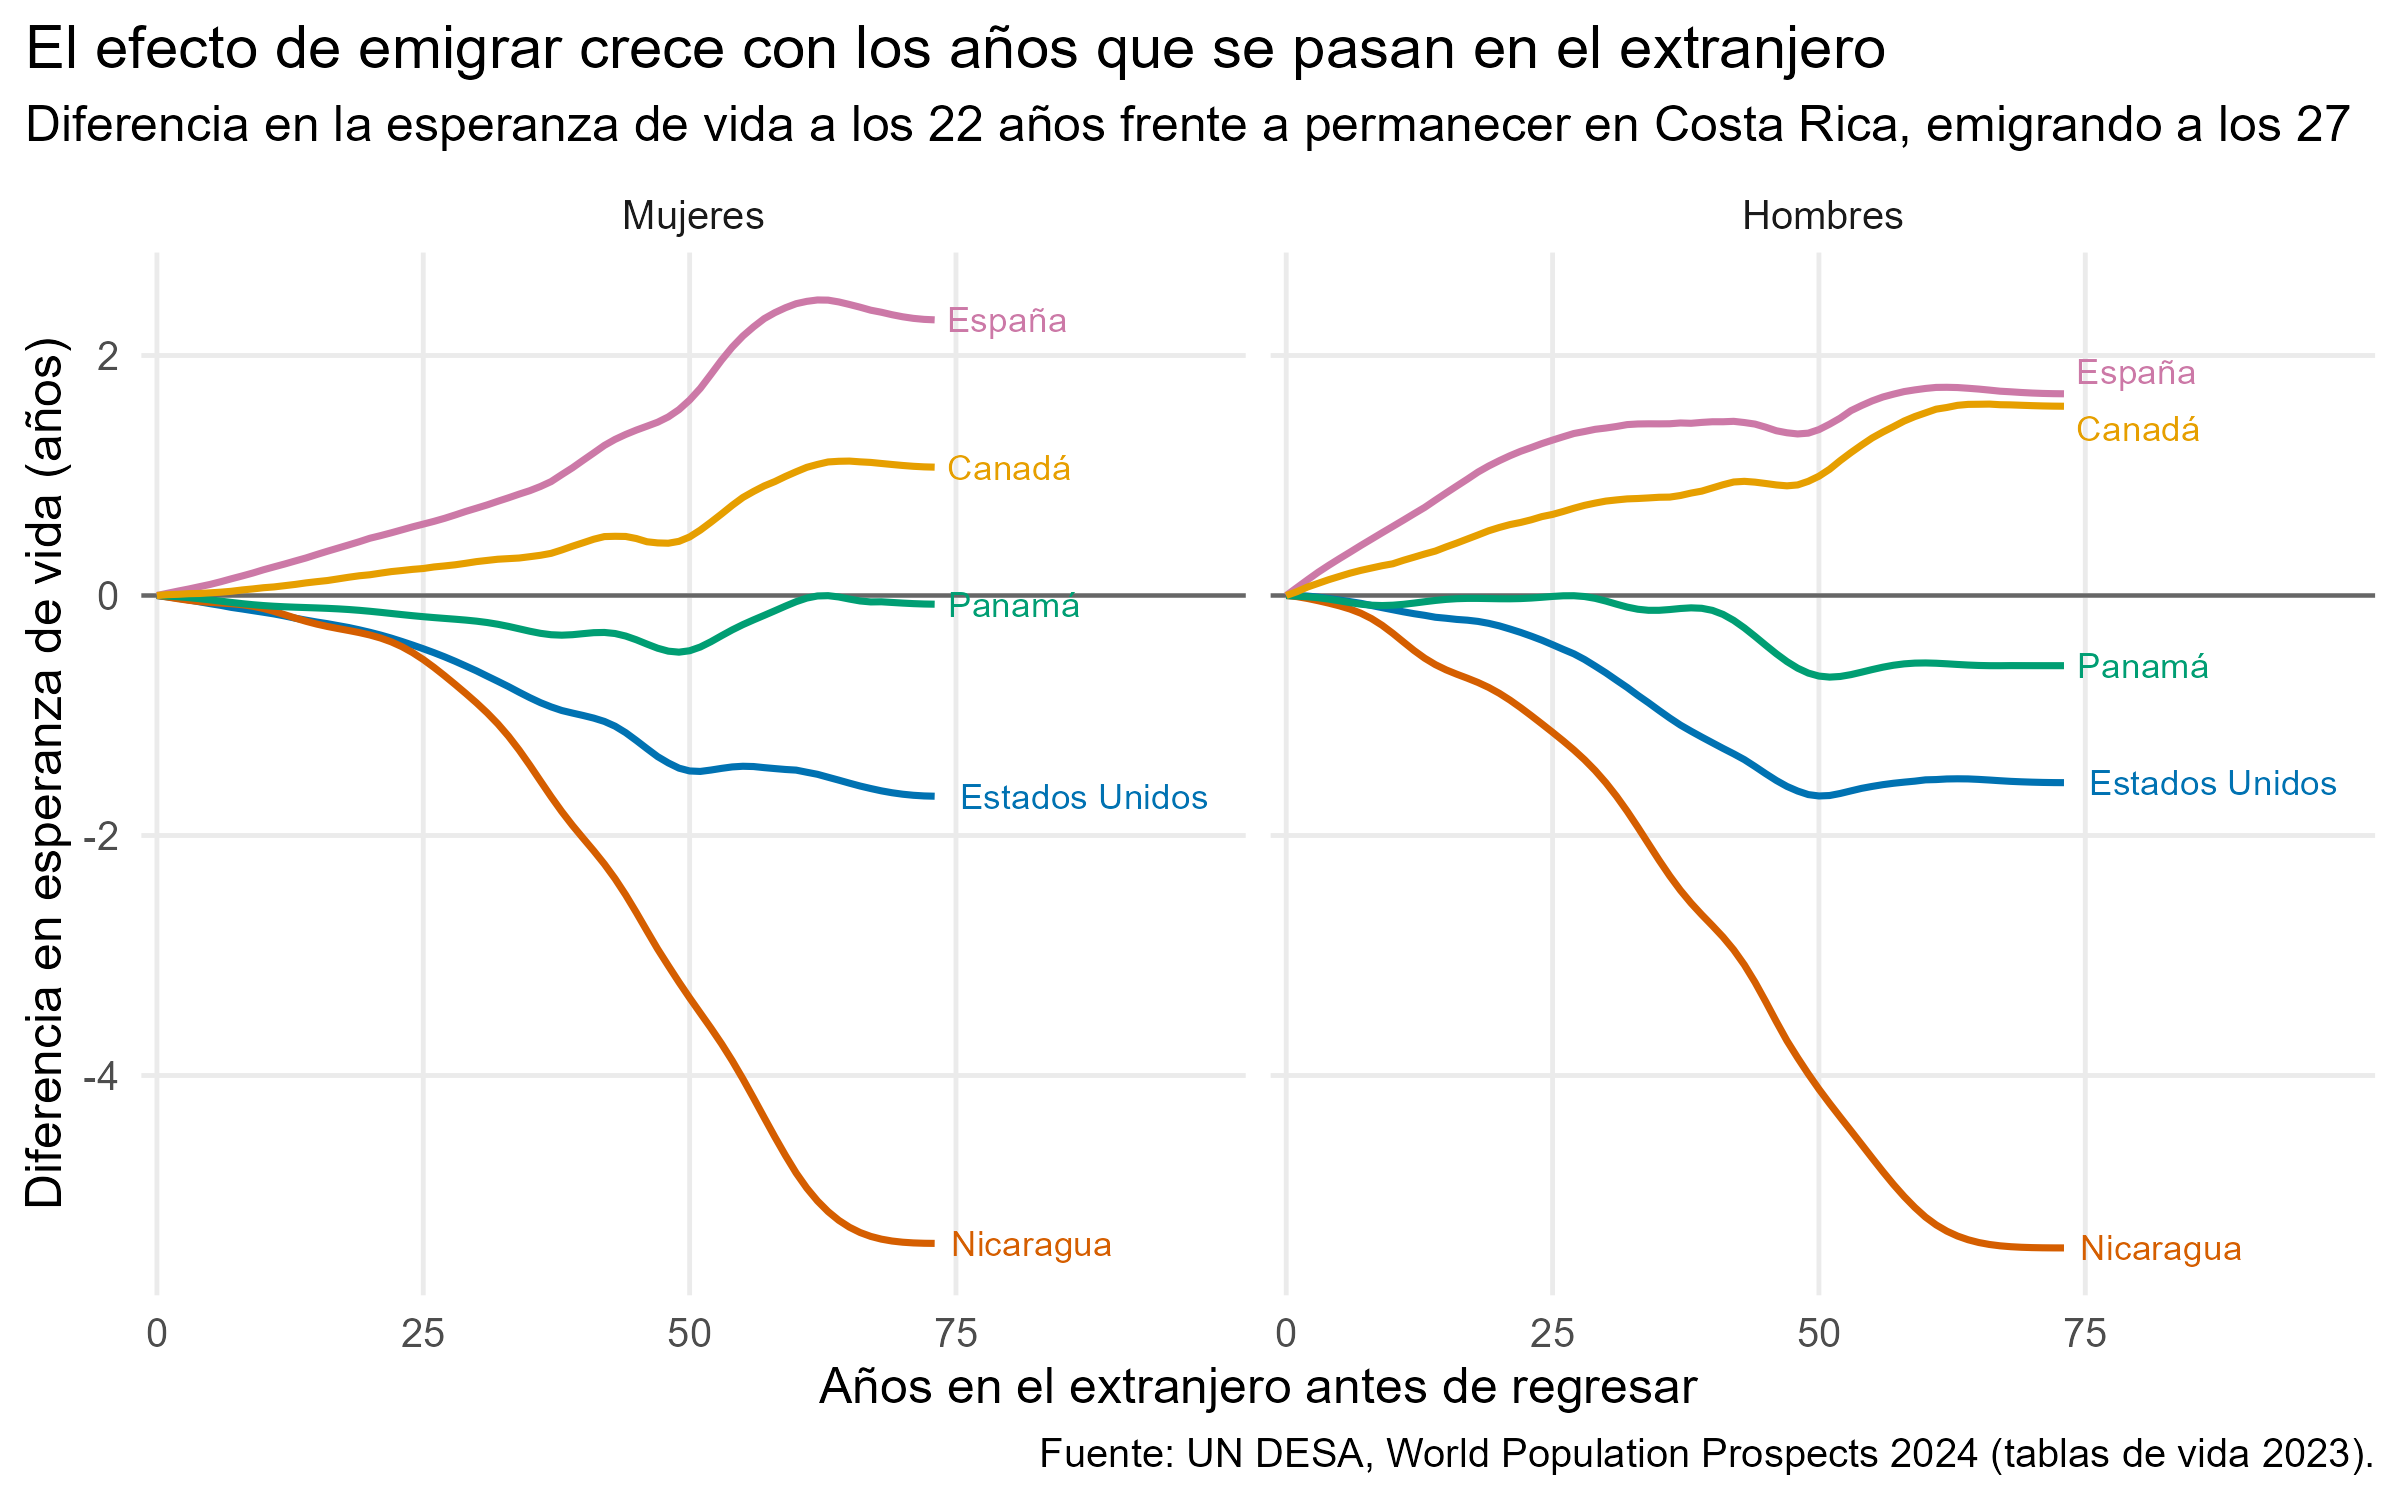 El efecto de emigrar crece con los años que se pasan en el extranjero
Diferencia en la esperanza de vida a los 22 años frente a permanecer en Costa Rica, emigrando a los 27
Mujeres
Hombres
Diferencia en esperanza de vida (años)
2
0
-2
-4
España
Canadá
Panamá
Estados Unidos
Nicaragua
España
Canadá
Panamá
Estados Unidos
Nicaragua
0 25 50 75
0 25 50 75
Años en el extranjero antes de regresar
Fuente: UN DESA, World Population Prospects 2024 (tablas de vida 2023).